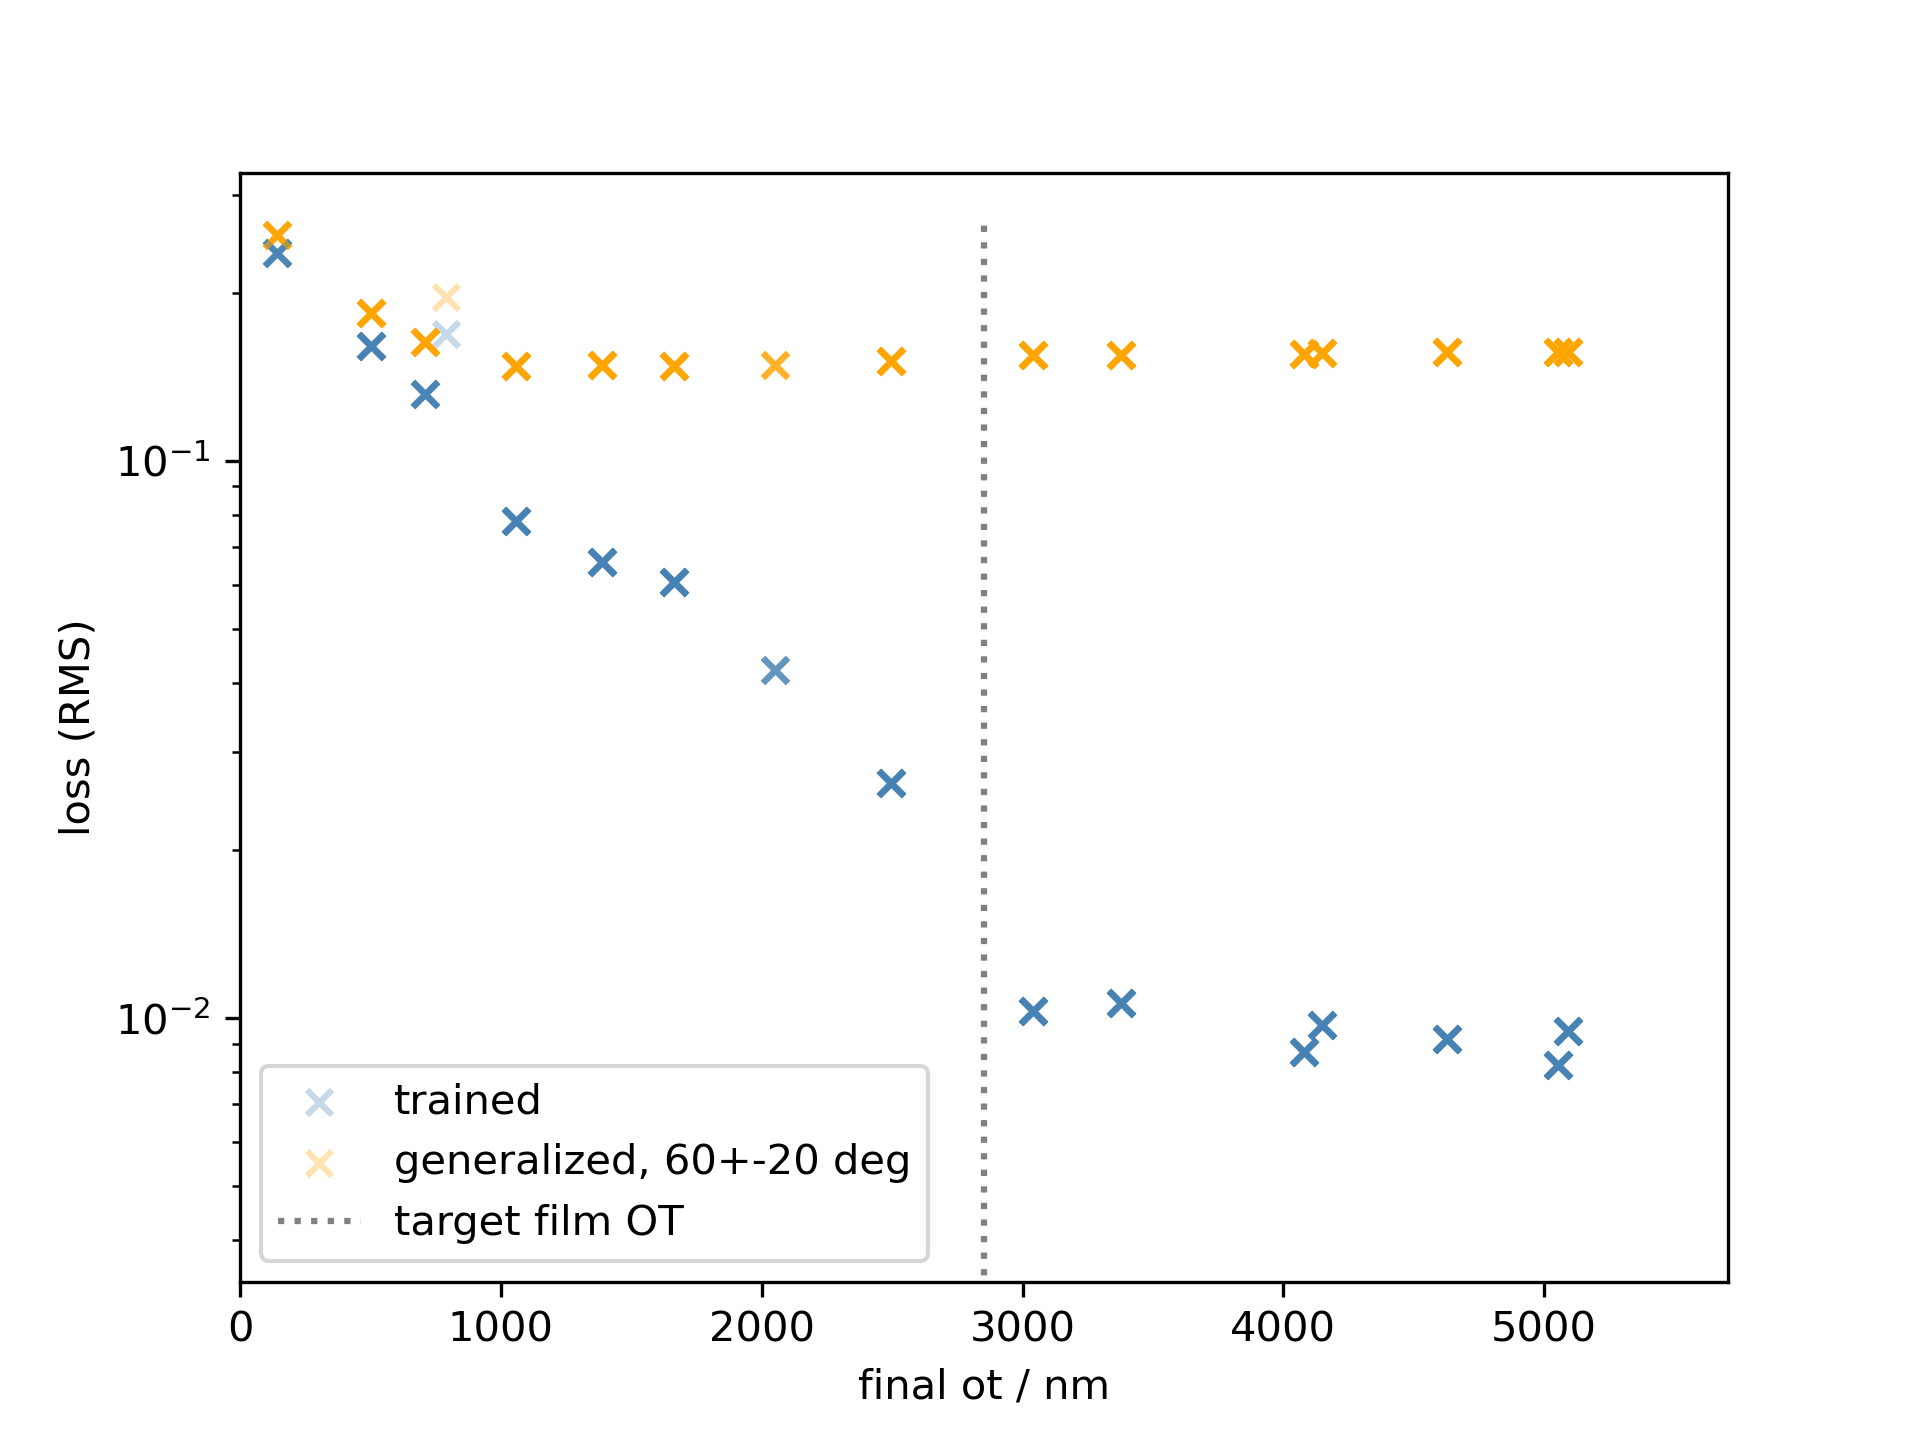 10⁻¹
10⁻²
loss (RMS)
trained
generalized, 60+-20 deg
target film OT
0 1000 2000 3000 4000 5000
final ot / nm